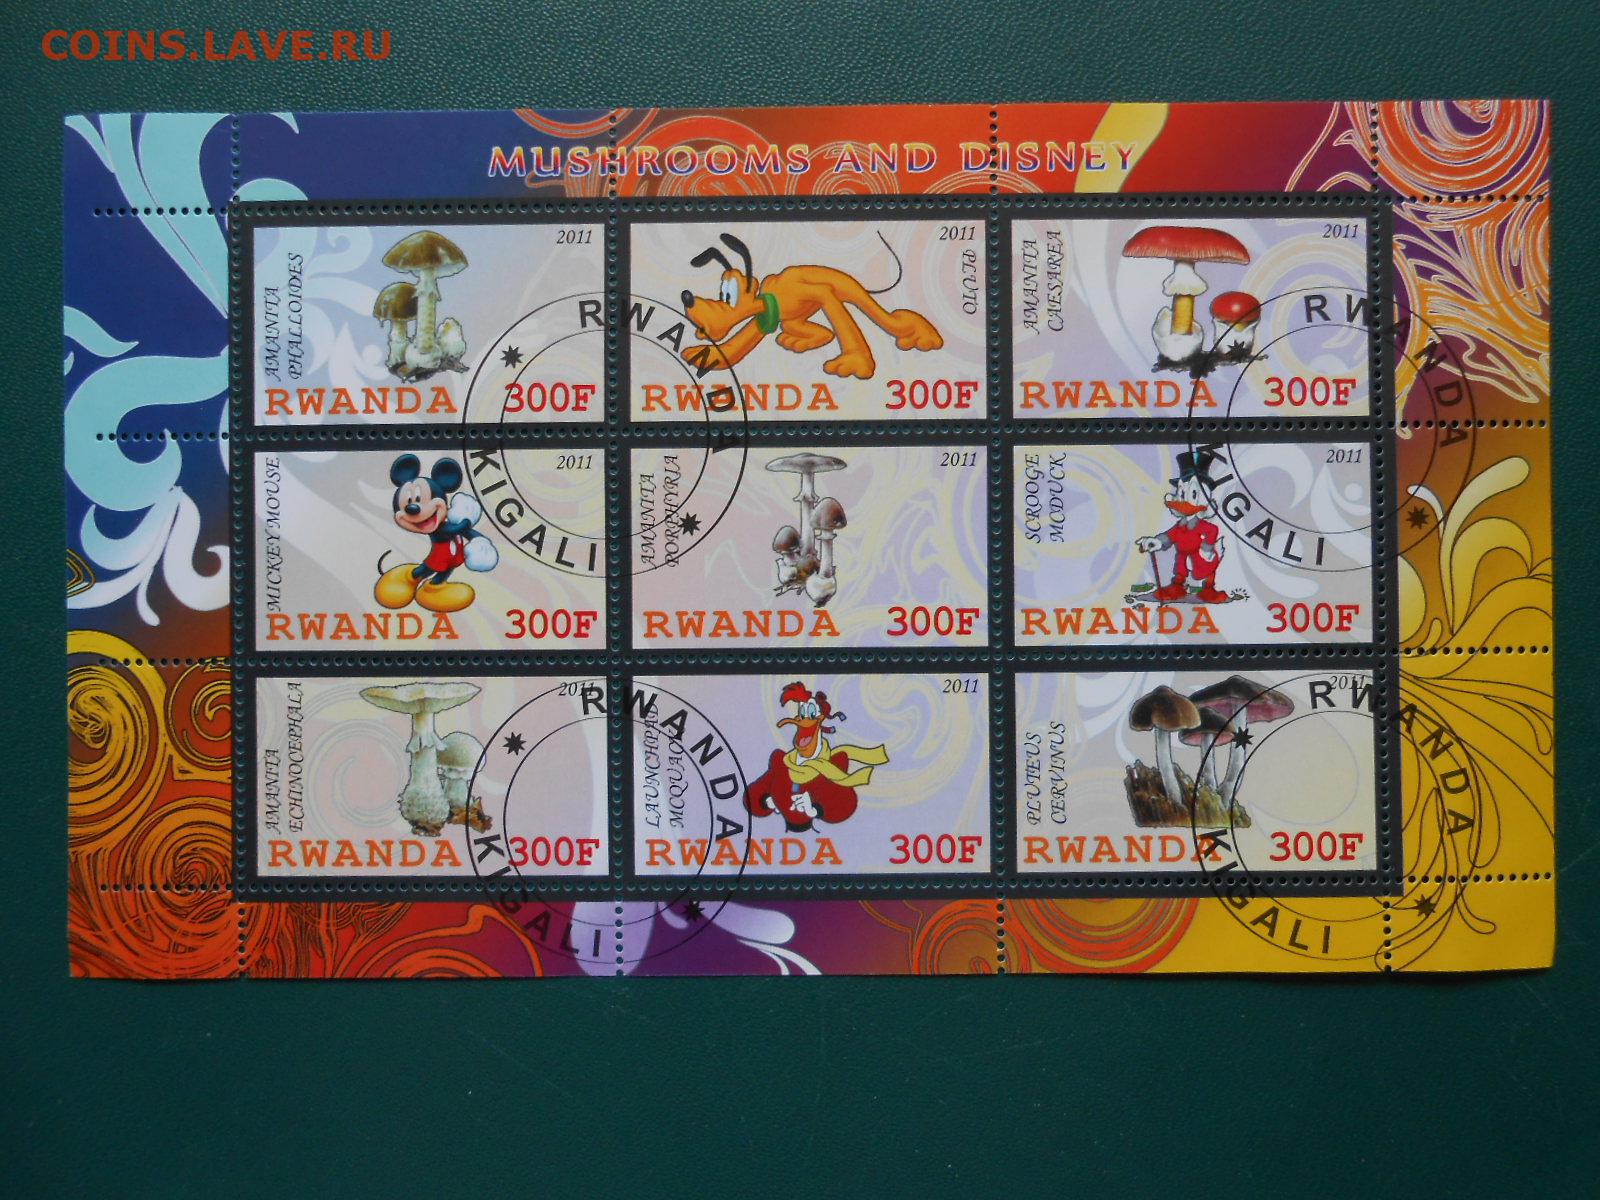 COINS.LAVE.RU
MUSHROOMS AND DISNEY
AMANITA
PHALLOIDES
2011
RWANDA 300F
PLUTO
2011
RWANDA 300F
AMANITA
CAESAREA
2011
RWANDA 300F
MICKEY MOUSE
2011
RWANDA 300F
AMANITA
PORPHYRIA
2011
RWANDA 300F
SCROOGE
MCDUCK
2011
RWANDA 300F
AMANITA
ECHINOCEPHALA
2011
RWANDA 300F
LAUNCHPAD
MCQUACK
2011
RWANDA 300F
PLUTEUS
CERVINUS
2011
RWANDA 300F
RWANDA
KIGALI
RWANDA
KIGALI
RWANDA
KIGALI
RWANDA
KIGALI